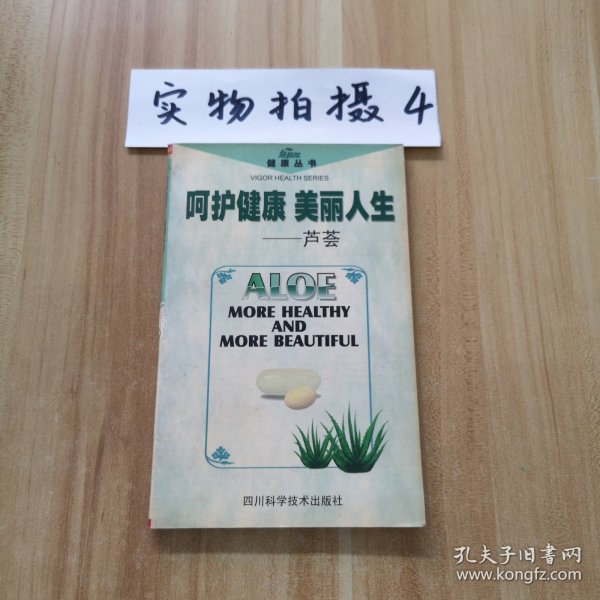 实物拍摄4
健康丛书
VIGOR HEALTH SERIES
呵护健康 美丽人生
——芦荟
ALOE
MORE HEALTHY
AND
MORE BEAUTIFUL
四川科学技术出版社
孔夫子旧书网
www.kongfz.com